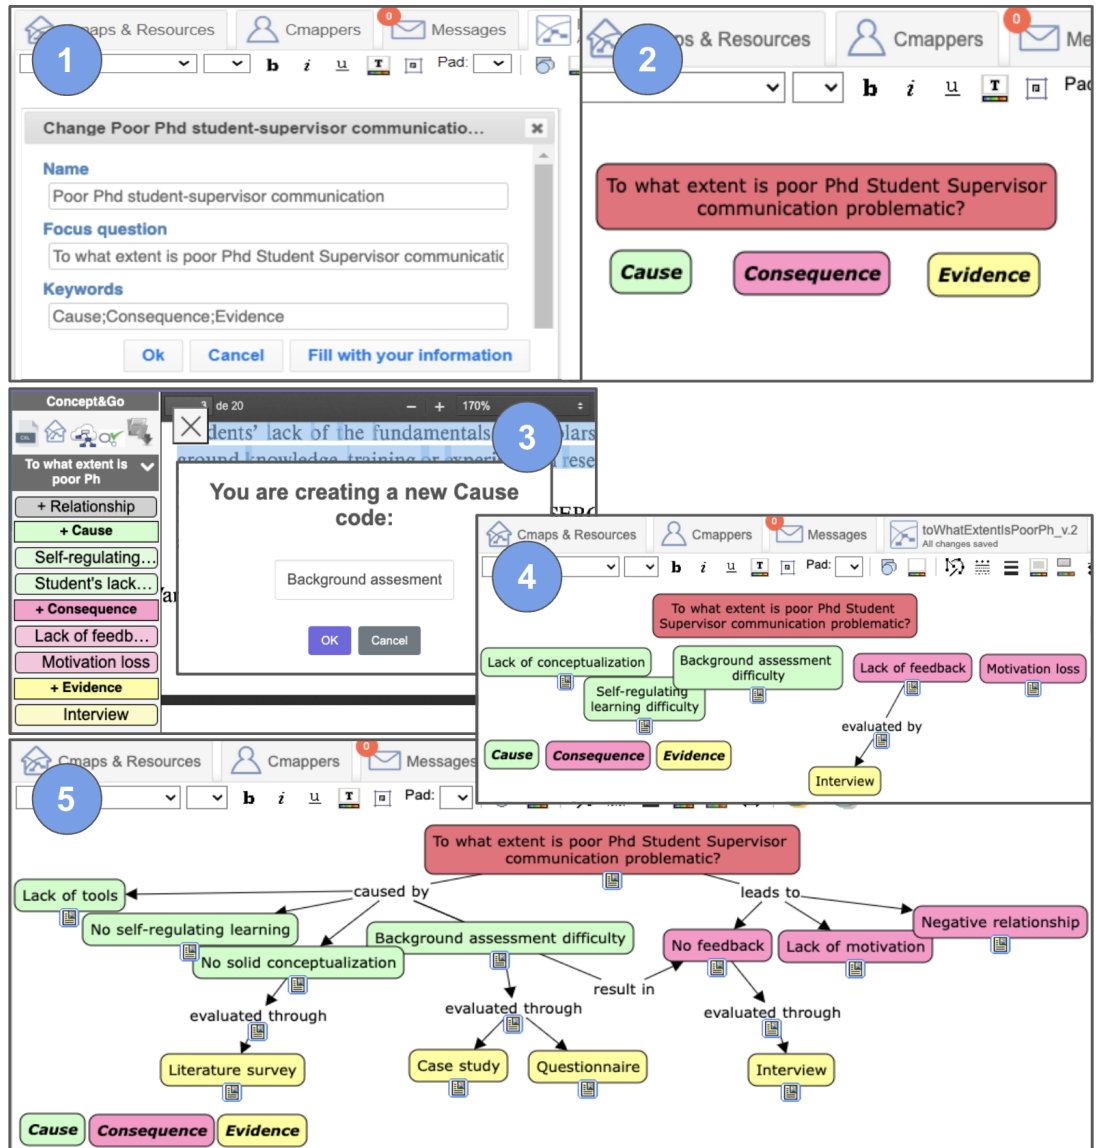 1
aps & Resources
Cmappers
0
Messages
b i u T Pad:
Change Poor Phd student-supervisor communicatio...
Name
Poor Phd student-supervisor communication
Focus question
To what extent is poor Phd Student Supervisor communicatic
Keywords
Cause;Consequence;Evidence
Ok
Cancel
Fill with your information
2
ps & Resources
Cmappers
0
Me
b i u T Pac
To what extent is poor Phd Student Supervisor
communication problematic?
Cause
Consequence
Evidence
3
Concept&Go
To what extent is
poor Ph
+ Relationship
+ Cause
Self-regulating...
Student's lack...
+ Consequence
Lack of feedb...
Motivation loss
+ Evidence
Interview
3 de 20
− + 170%
dents' lack of the fundamentals
lars
ground knowledge, training or experien
rese
You are creating a new Cause
code:
Background assesment
OK
Cancel
4
Cmaps & Resources
Cmappers
0
Messages
toWhatExtentIsPoorPh_v.2
All changes saved
b i u T Pad:
To what extent is poor Phd Student
Supervisor communication problematic?
Lack of conceptualization
Background assessment
difficulty
Lack of feedback
Motivation loss
Self-regulating
learning difficulty
evaluated by
Cause
Consequence
Evidence
Interview
5
Cmaps & Resources
Cmappers
0
Messages
b i u T Pad:
To what extent is poor Phd Student Supervisor
communication problematic?
caused by
leads to
Lack of tools
No self-regulating learning
No solid conceptualization
Background assessment difficulty
No feedback
Lack of motivation
Negative relationship
result in
evaluated through
evaluated through
evaluated through
Literature survey
Case study
Questionnaire
Interview
Cause
Consequence
Evidence